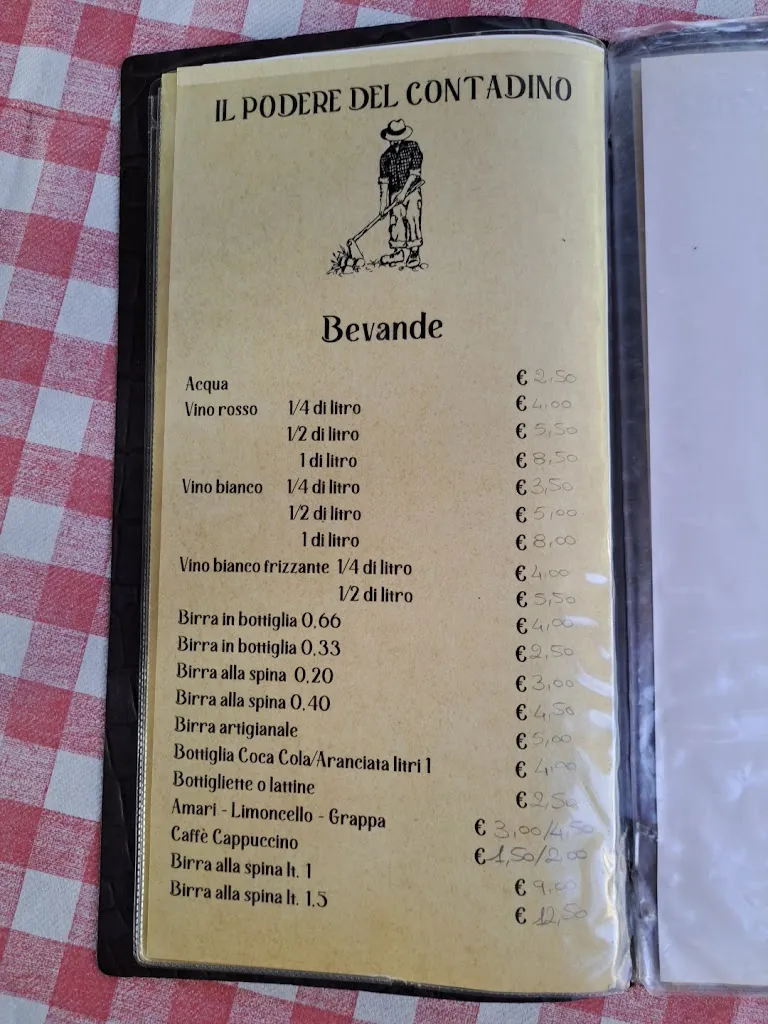 IL PODERE DEL CONTADINO
Bevande
Acqua € 2,50
Vino rosso 1/4 di litro € 4,00
1/2 di litro € 5,50
1 di litro € 8,50
Vino bianco 1/4 di litro € 3,50
1/2 di litro € 5,00
1 di litro € 8,00
Vino bianco frizzante 1/4 di litro € 4,00
1/2 di litro € 5,50
Birra in bottiglia 0,66 € 4,00
Birra in bottiglia 0,33 € 2,50
Birra alla spina 0,20 € 3,00
Birra alla spina 0,40 € 4,50
Birra artigianale € 5,00
Bottiglia Coca Cola/Aranciata litri 1 € 4,00
Bottigliette o lattine € 2,50
Amari - Limoncello - Grappa € 3,00/4,50
Caffè Cappuccino € 1,50/2,00
Birra alla spina lt. 1 € 9,00
Birra alla spina lt. 1,5 € 12,50